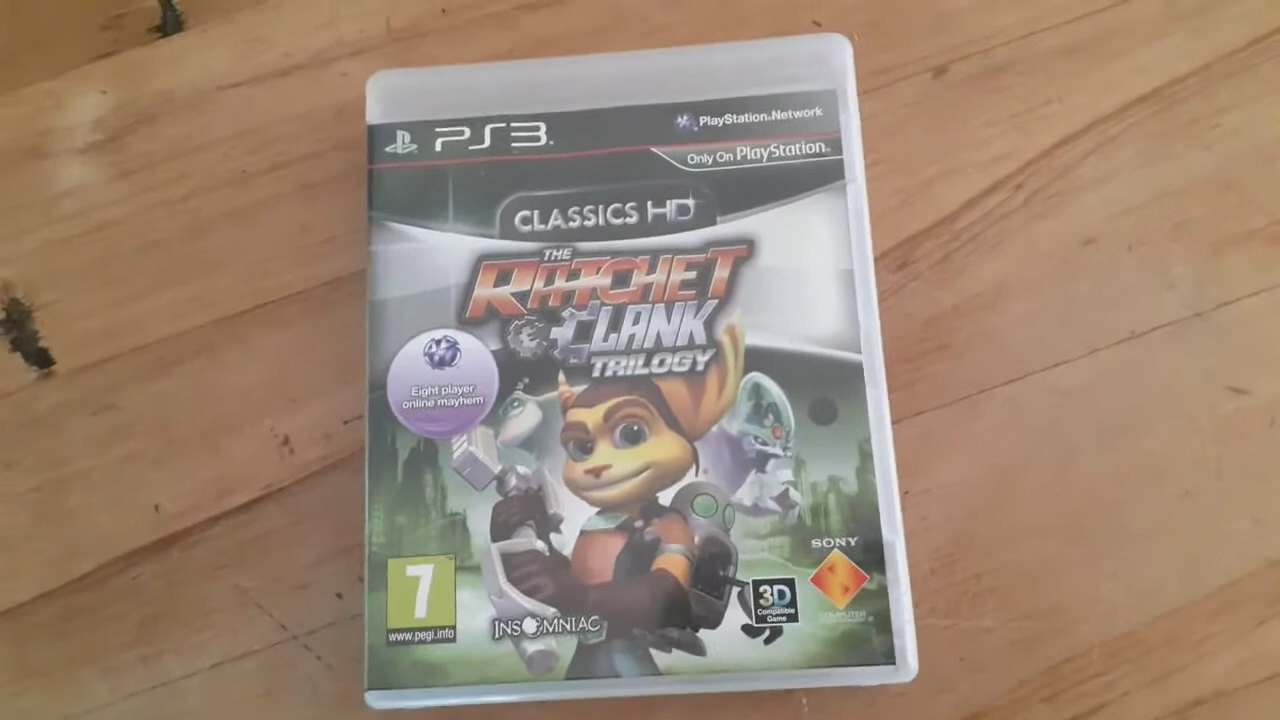 PS3
PlayStation®Network
Only On PlayStation®
CLASSICS HD
THE
RATCHET
CLANK
TRILOGY
Eight player
online mayhem
7
www.pegi.info
INSOMNIAC
3D
Compatible
Game
SONY
COMPUTER